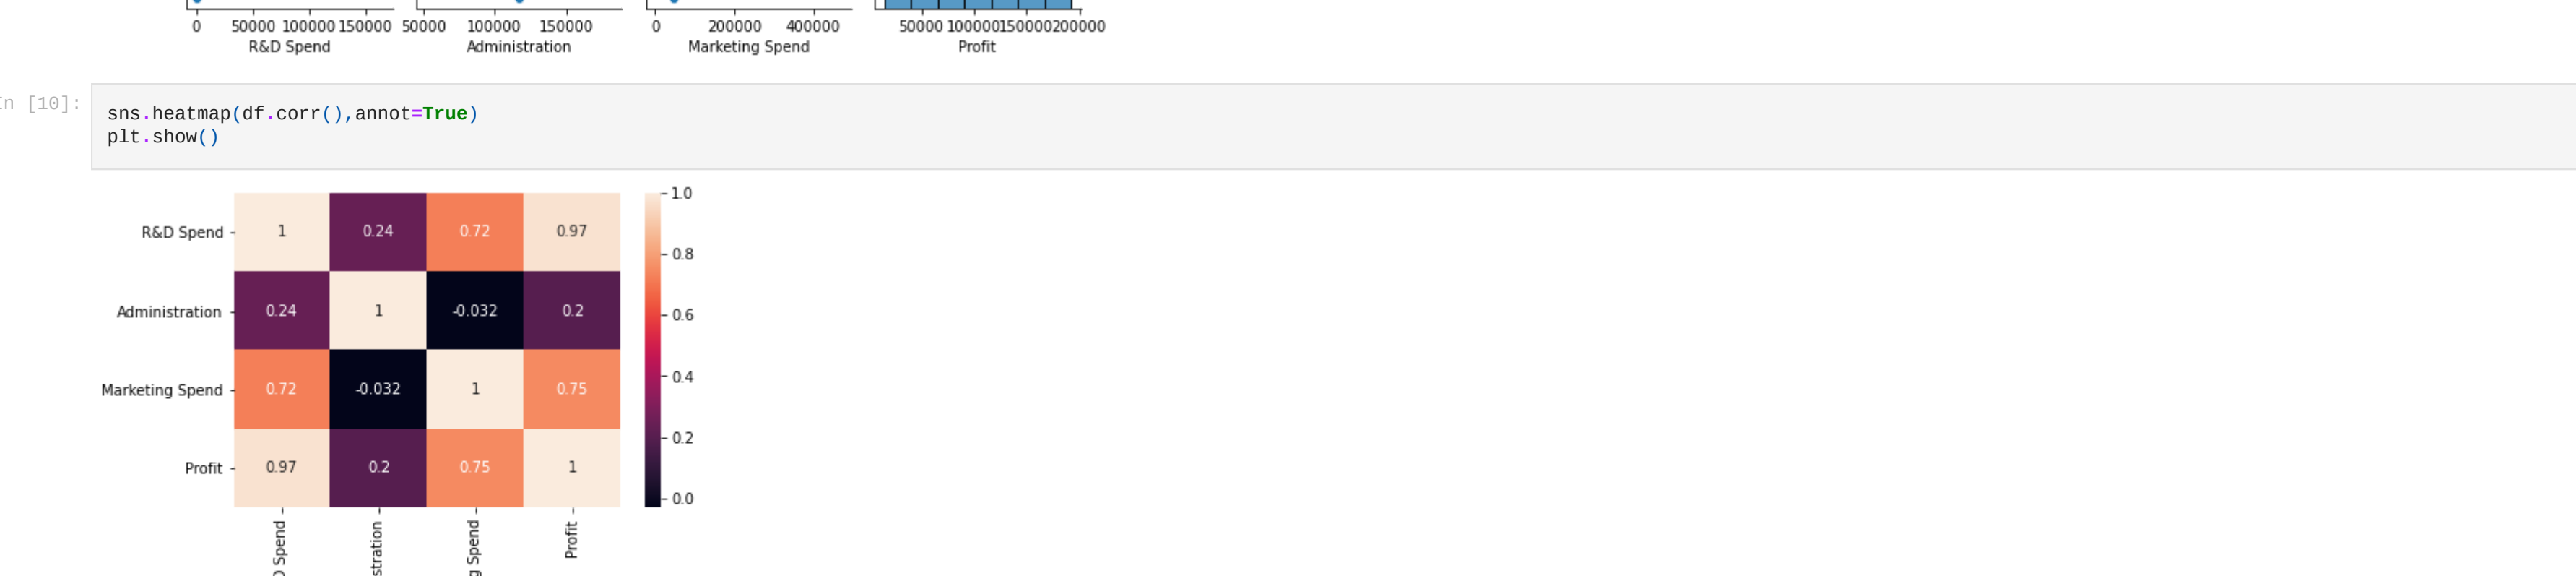 0 50000 100000 150000 50000 100000 150000 0 200000 400000 50000 100000150000200000
R&D Spend Administration Marketing Spend Profit
[10]:
sns.heatmap(df.corr(),annot=True)
plt.show()
1.0
R&D Spend 1 0.24 0.72 0.97
0.8
Administration 0.24 1 -0.032 0.2
0.6
0.4
Marketing Spend 0.72 -0.032 1 0.75
0.2
Profit 0.97 0.2 0.75 1
0.0
Spend
Spend
Profit